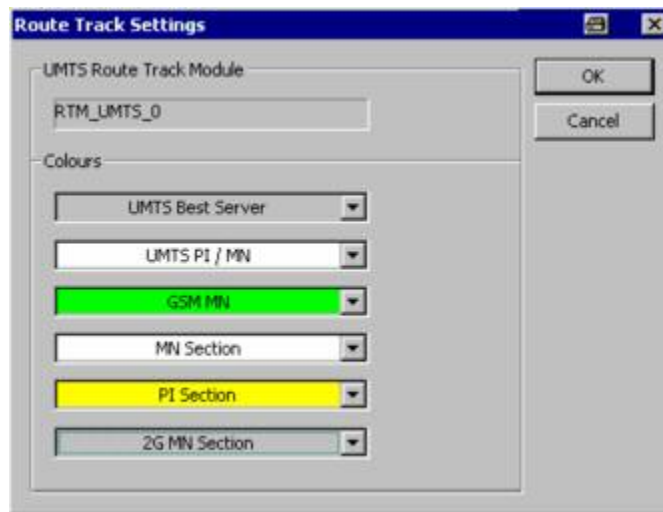 Route Track Settings
UMTS Route Track Module
OK
RTM_UMTS_0
Cancel
Colours
UMTS Best Server
UMTS PI / MN
GSM MN
MN Section
PI Section
2G MN Section